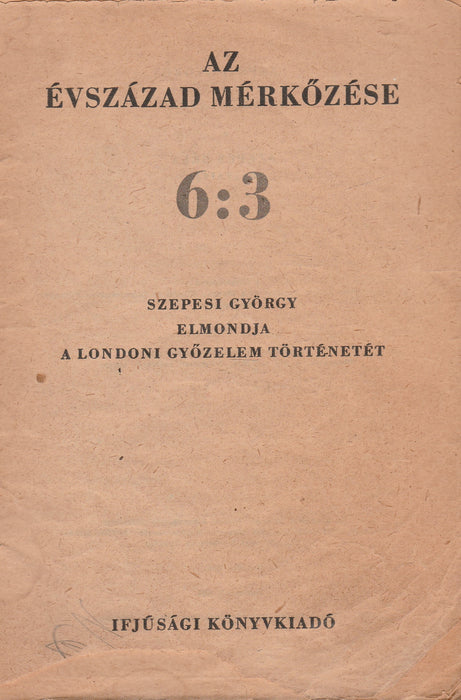 AZ
ÉVSZÁZAD MÉRKŐZÉSE
6:3
SZEPESI GYÖRGY
ELMONDJA
A LONDONI GYŐZELEM TÖRTÉNETÉT
IFJÚSÁGI KÖNYVKIADÓ